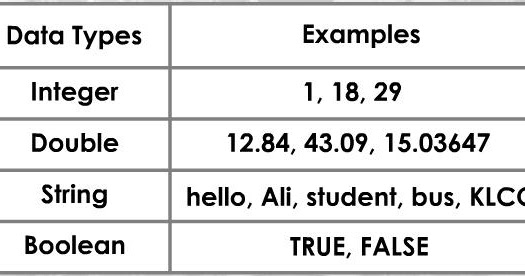 Data Types Examples
Integer 1, 18, 29
Double 12.84, 43.09, 15.03647
String hello, Ali, student, bus,
Boolean TRUE, FALSE